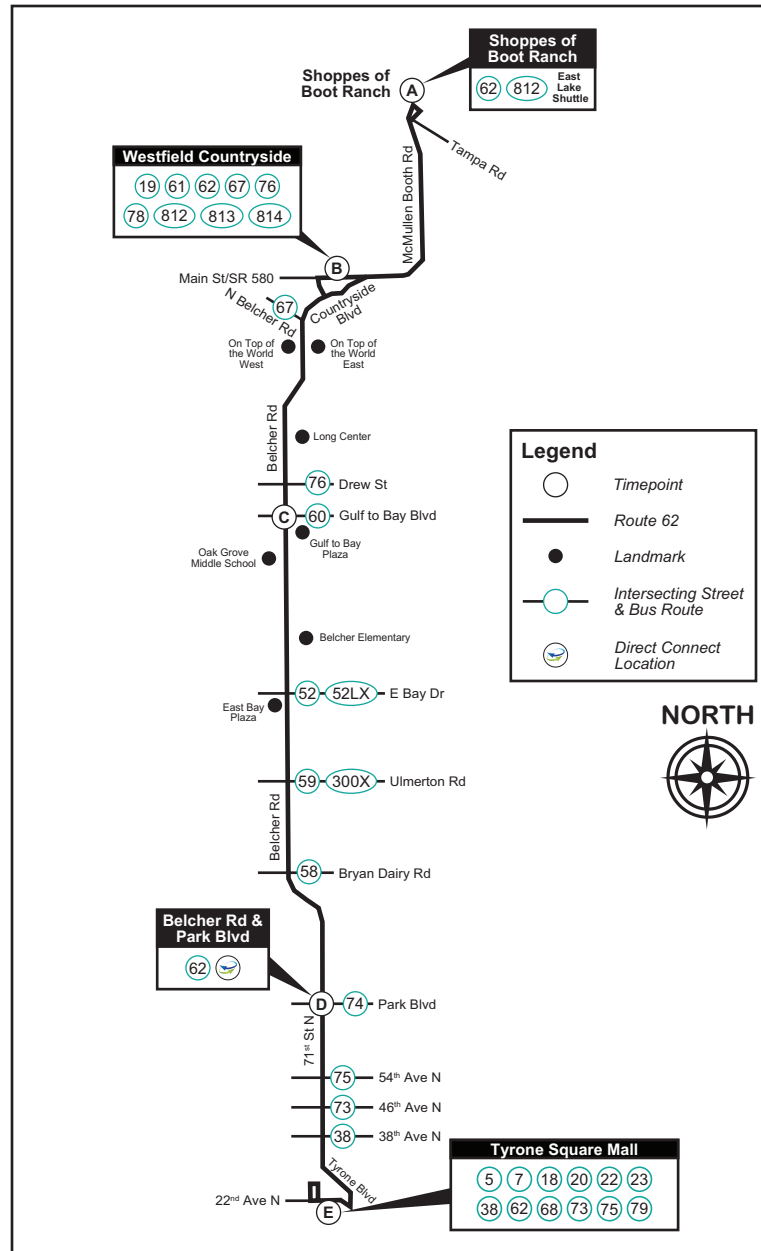 Shoppes of
Boot Ranch
62 812 East
Lake
Shuttle
Shoppes of
Boot Ranch
A
Tampa Rd
McMullen Booth Rd
Westfield Countryside
19 61 62 67 76
78 812 813 814
B
Main St/SR 580
Countryside
Blvd
N Belcher Rd
67
On Top of
the World
West
On Top of
the World
East
Belcher Rd
Long Center
76 Drew St
C 60 Gulf to Bay Blvd
Gulf to Bay
Plaza
Oak Grove
Middle School
Belcher Elementary
52 52LX E Bay Dr
East Bay
Plaza
59 300X Ulmerton Rd
Belcher Rd
58 Bryan Dairy Rd
Belcher Rd &
Park Blvd
62
D 74 Park Blvd
71st St N
75 54th Ave N
73 46th Ave N
38 38th Ave N
Tyrone Blvd
22nd Ave N
E
Tyrone Square Mall
5 7 18 20 22 23
38 62 68 73 75 79
Legend
Timepoint
Route 62
Landmark
Intersecting Street
& Bus Route
Direct Connect
Location
NORTH